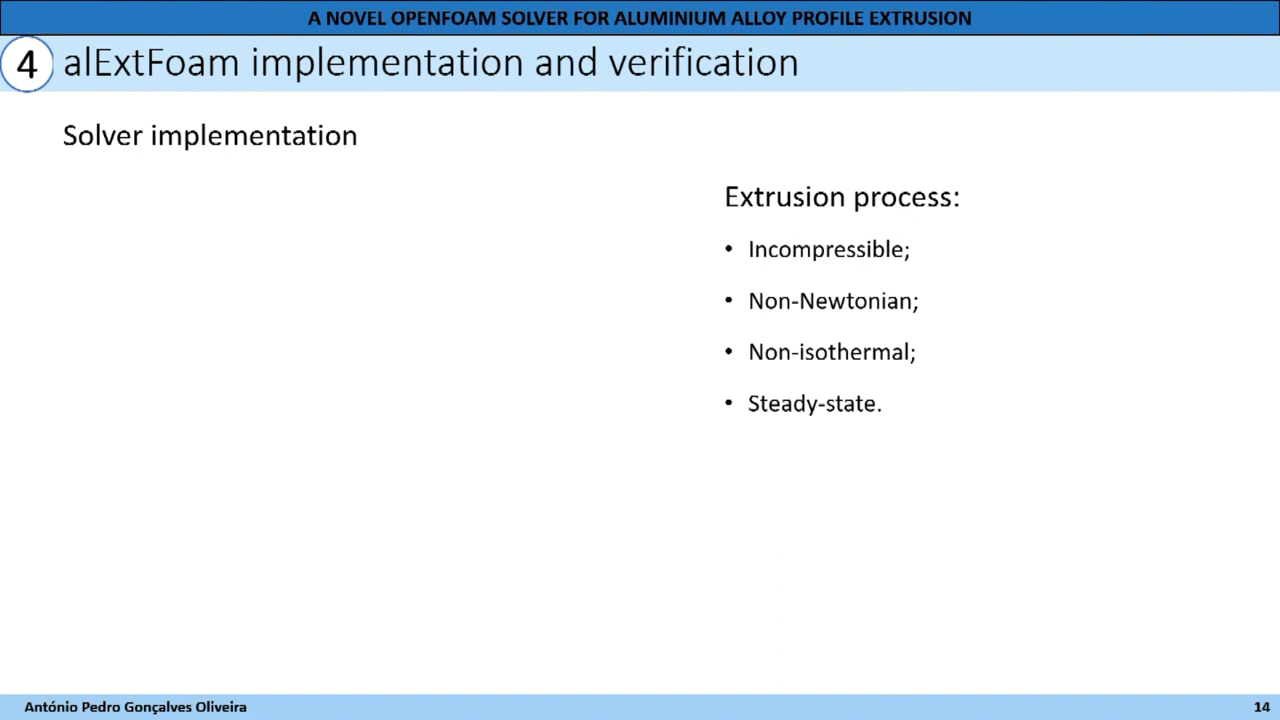 A NOVEL OPENFOAM SOLVER FOR ALUMINIUM ALLOY PROFILE EXTRUSION
4 alExtFoam implementation and verification
Solver implementation
Extrusion process:
• Incompressible;
• Non-Newtonian;
• Non-isothermal;
• Steady-state.
António Pedro Gonçalves Oliveira 14